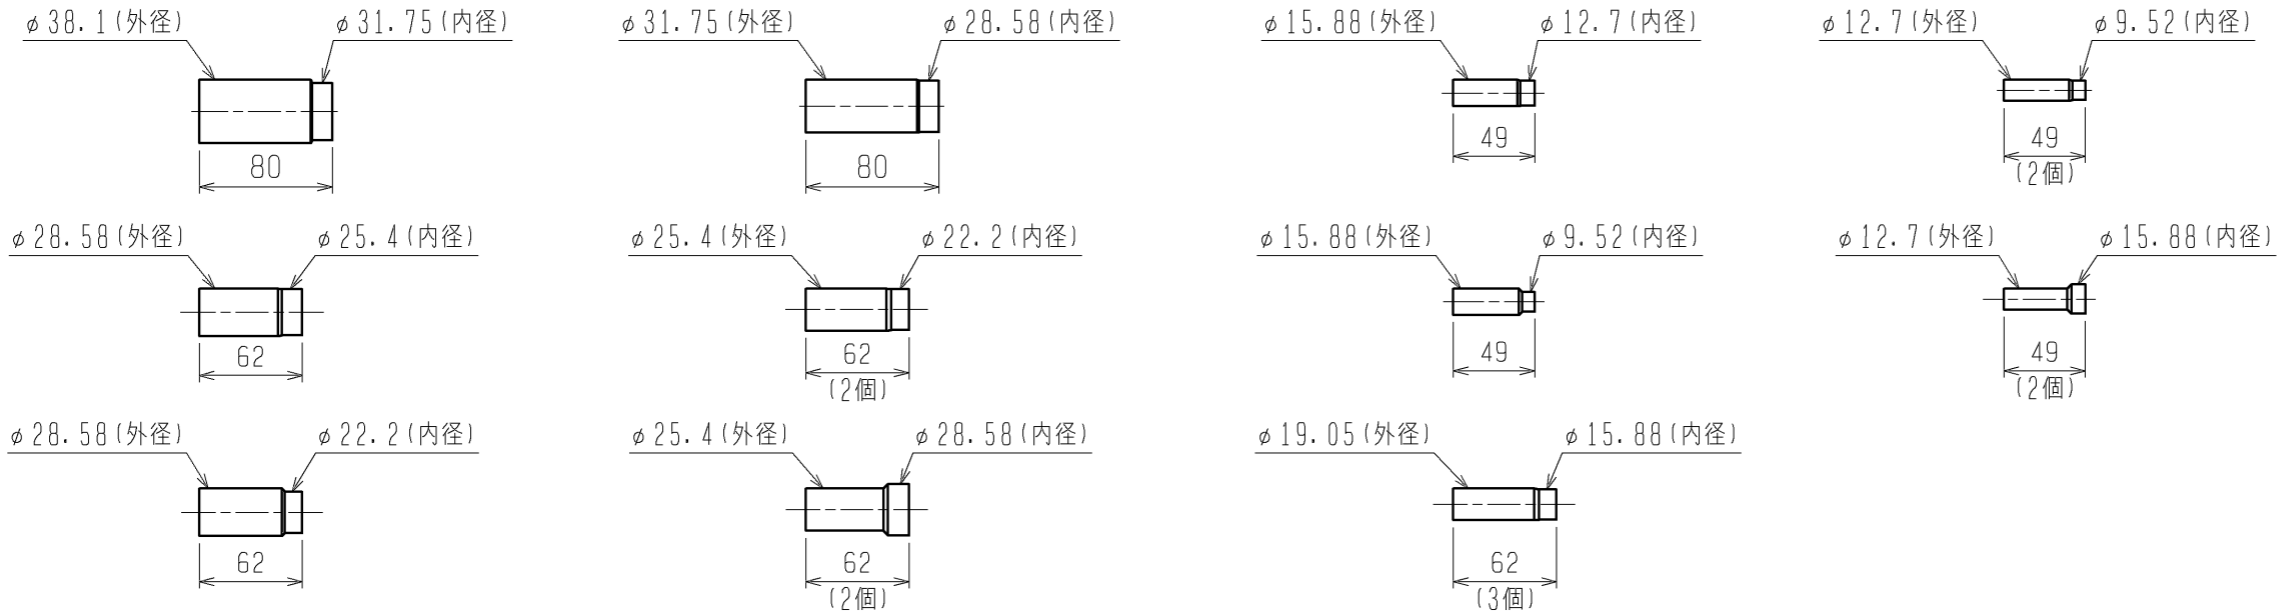 φ38.1(外径) φ31.75(内径) φ31.75(外径) φ28.58(内径) φ15.88(外径) φ12.7(内径) φ12.7(外径) φ9.52(内径)
80 80 49 49
(2個)
φ28.58(外径) φ25.4(内径) φ25.4(外径) φ22.2(内径) φ15.88(外径) φ9.52(内径) φ12.7(外径) φ15.88(内径)
62 62 49 49
(2個) (2個)
φ28.58(外径) φ22.2(内径) φ25.4(外径) φ28.58(内径) φ19.05(外径) φ15.88(内径)
62 62 62
(2個) (3個)